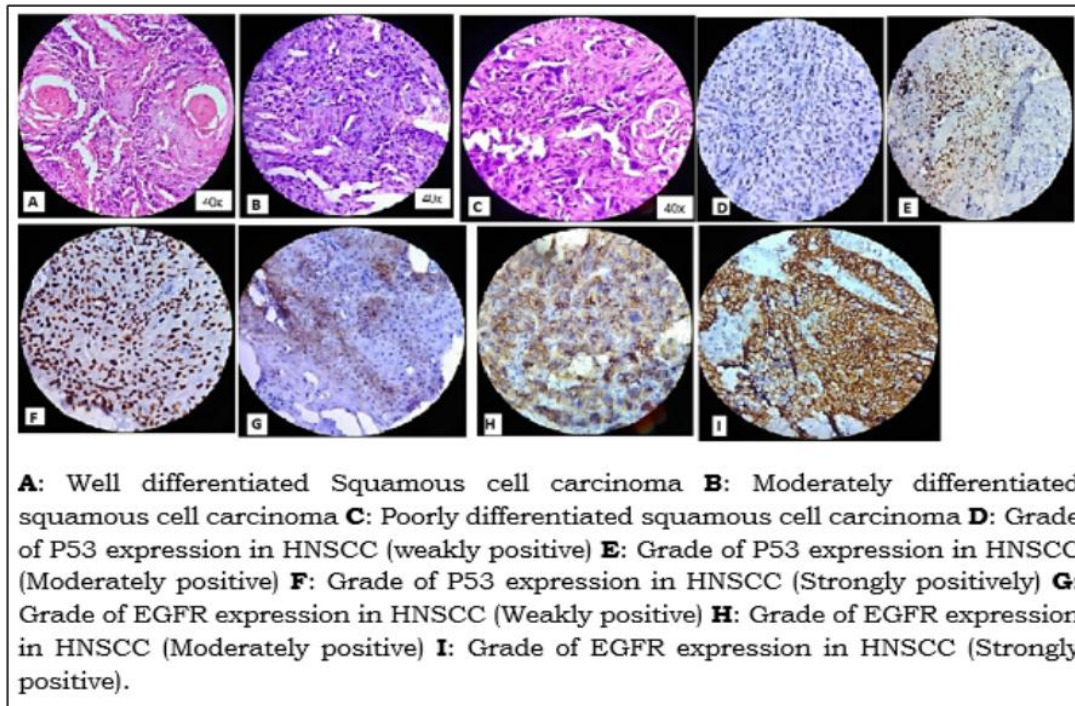 A
40x
B
40x
C
40x
D
E
F
G
H
I
A: Well differentiated Squamous cell carcinoma B: Moderately differentiated
squamous cell carcinoma C: Poorly differentiated squamous cell carcinoma D: Grade
of P53 expression in HNSCC (weakly positive) E: Grade of P53 expression in HNSCC
(Moderately positive) F: Grade of P53 expression in HNSCC (Strongly positively) G:
Grade of EGFR expression in HNSCC (Weakly positive) H: Grade of EGFR expression
in HNSCC (Moderately positive) I: Grade of EGFR expression in HNSCC (Strongly
positive).